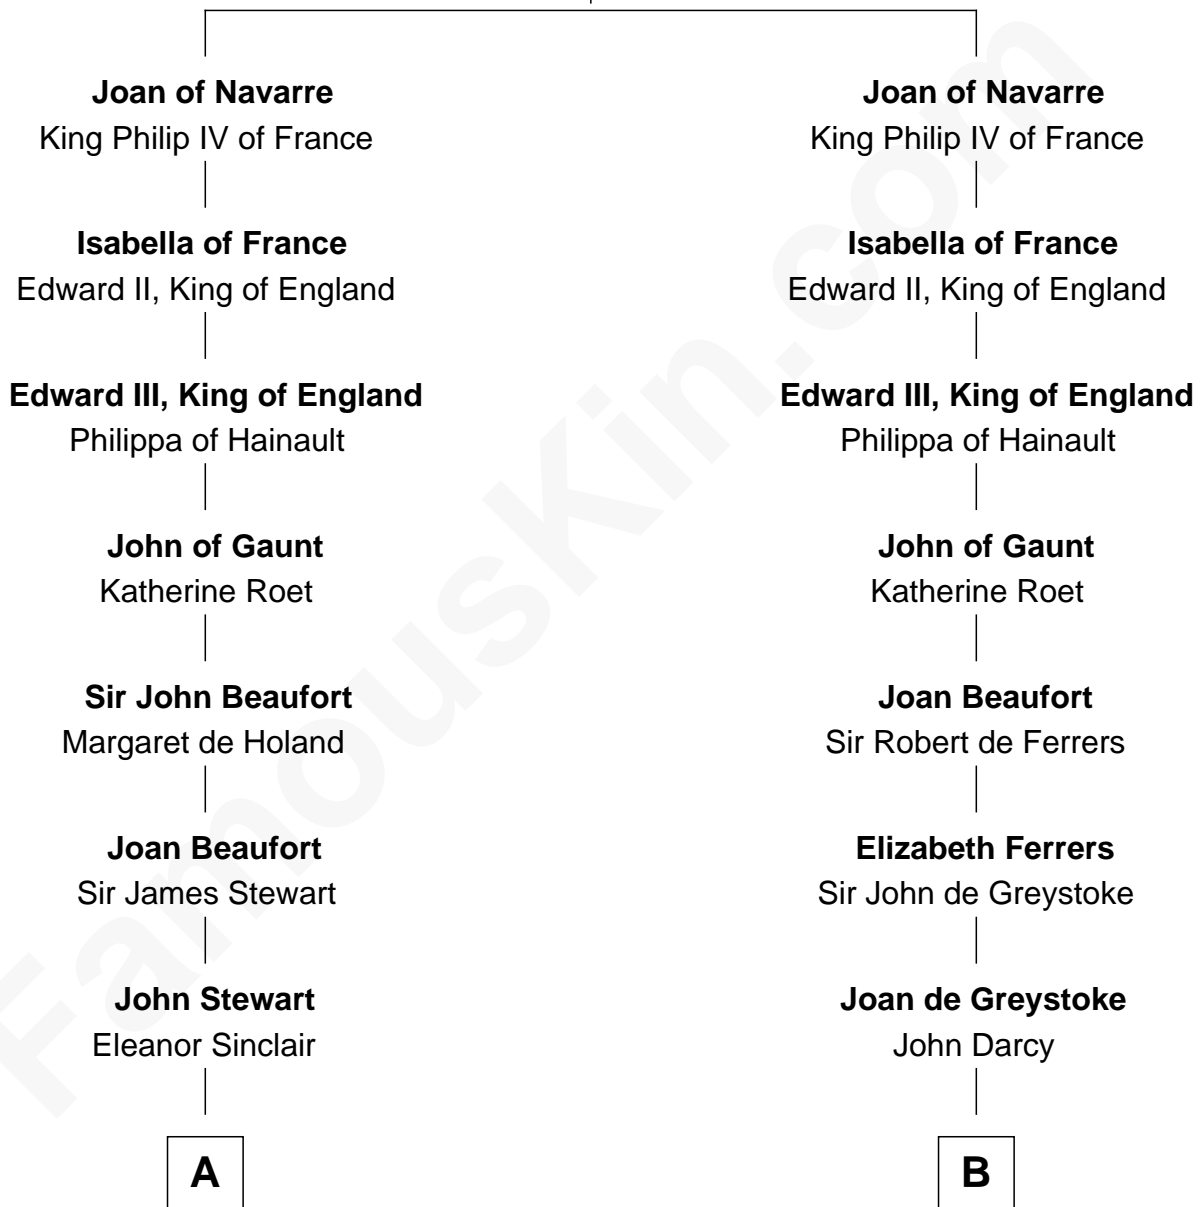 Joan of Navarre
King Philip IV of France
Isabella of France
Edward II, King of England
Edward III, King of England
Philippa of Hainault
John of Gaunt
Katherine Roet
Sir John Beaufort
Margaret de Holand
Joan Beaufort
Sir James Stewart
John Stewart
Eleanor Sinclair
A
Joan of Navarre
King Philip IV of France
Isabella of France
Edward II, King of England
Edward III, King of England
Philippa of Hainault
John of Gaunt
Katherine Roet
Joan Beaufort
Sir Robert de Ferrers
Elizabeth Ferrers
Sir John de Greystoke
Joan de Greystoke
John Darcy
B
FamousKin.com